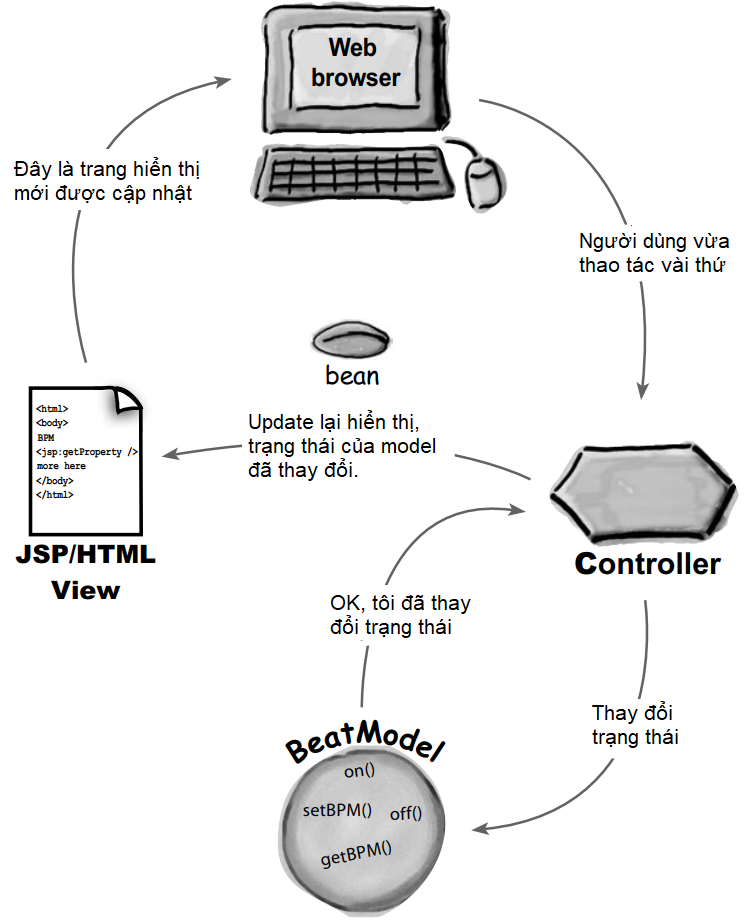 Web
browser
Đây là trang hiển thị
mới được cập nhật
Người dùng vừa
thao tác vài thứ
bean
<html>
<body>
BPM
<jsp:getProperty />
more here
</body>
</html>
JSP/HTML
View
Update lại hiển thị,
trạng thái của model
đã thay đổi.
Controller
OK, tôi đã thay
đổi trạng thái
Thay đổi
trạng thái
BeatModel
on()
setBPM()
off()
getBPM()